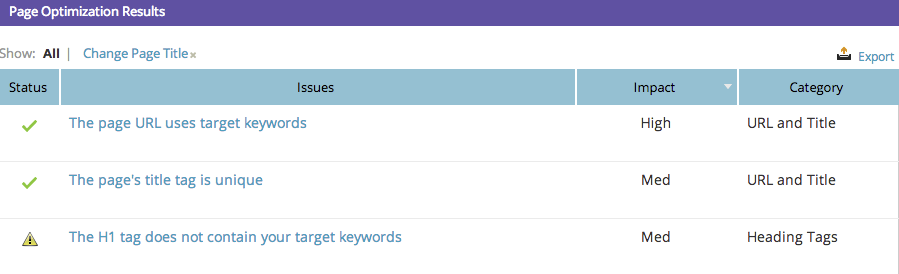 Page Optimization Results
Show: All | Change Page Title × Export
Status Issues Impact Category
The page URL uses target keywords High URL and Title
The page's title tag is unique Med URL and Title
The H1 tag does not contain your target keywords Med Heading Tags